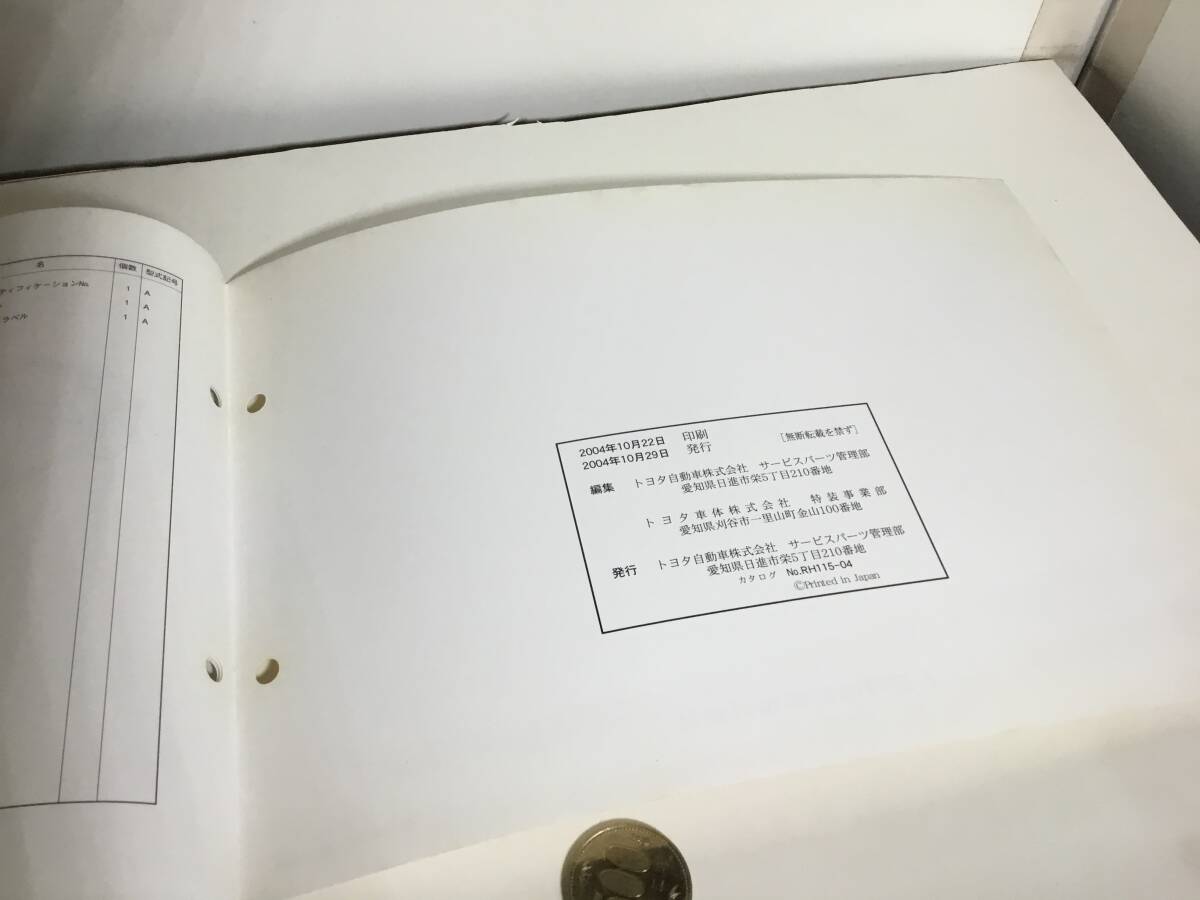 名 個数 型式記号
ティフィケーションNo. 1 A
1 A
ラベル 1 A
2004年10月22日 印刷
2004年10月29日 発行
[無断転載を禁ず]
編集 トヨタ自動車株式会社 サービスパーツ管理部
愛知県日進市栄5丁目210番地
トヨタ車体株式会社 特装事業部
愛知県刈谷市一里山町金山100番地
発行 トヨタ自動車株式会社 サービスパーツ管理部
愛知県日進市栄5丁目210番地
カタログ No.RH115-04
©Printed in Japan